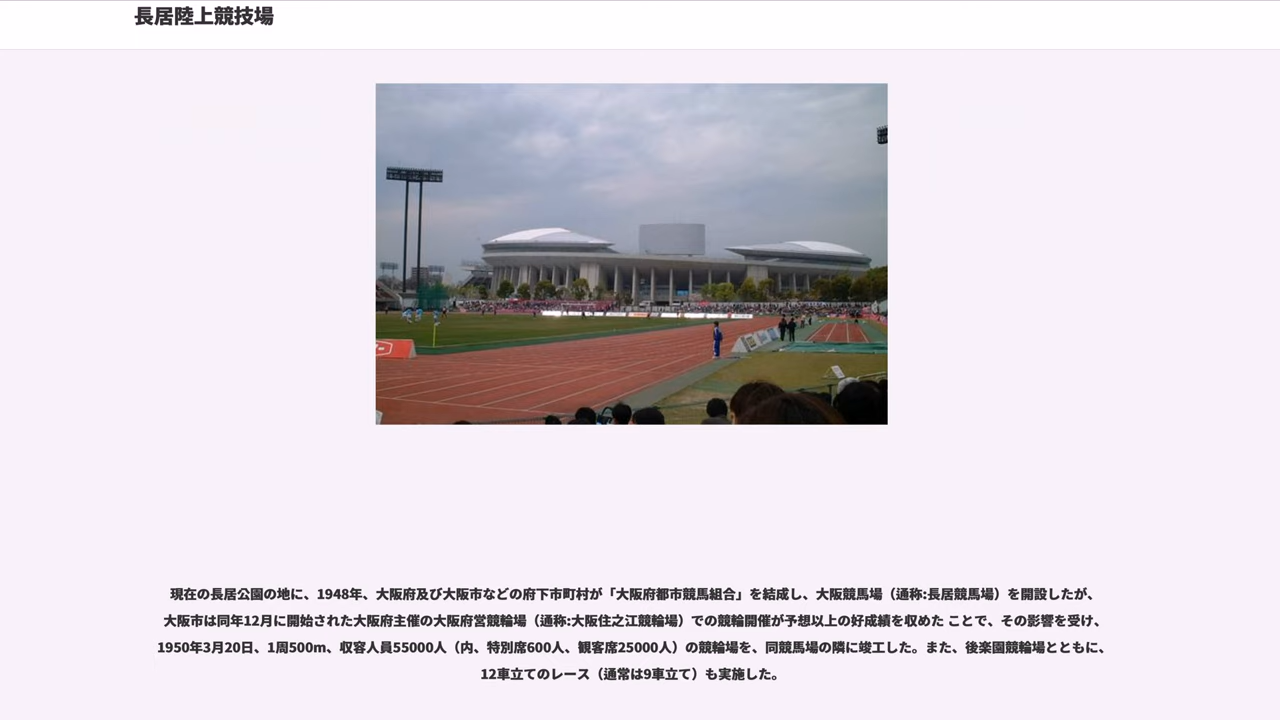 長居陸上競技場
現在の長居公園の地に、1948年、大阪府及び大阪市などの府下市町村が「大阪府都市競馬組合」を結成し、大阪競馬場（通称:長居競馬場）を開設したが、
大阪市は同年12月に開始された大阪府主催の大阪府営競輪場（通称:大阪住之江競輪場）での競輪開催が予想以上の好成績を収めた ことで、その影響を受け、
1950年3月20日、1周500m、収容人員55000人（内、特別席600人、観客席25000人）の競輪場を、同競馬場の隣に竣工した。また、後楽園競輪場とともに、
12車立てのレース（通常は9車立て）も実施した。